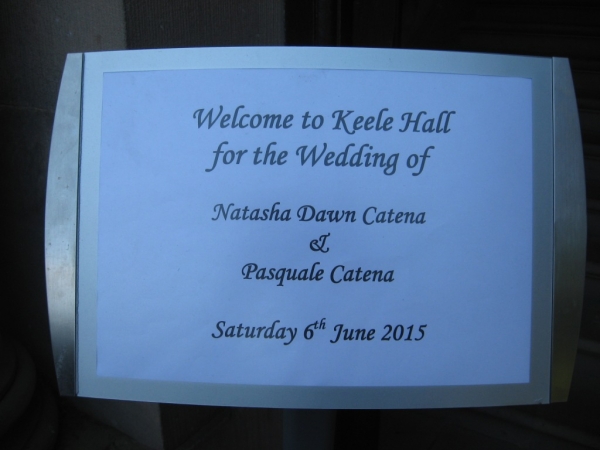 Welcome to Keele Hall
for the Wedding of
Natasha Dawn Catena
&
Pasquale Catena
Saturday 6th June 2015